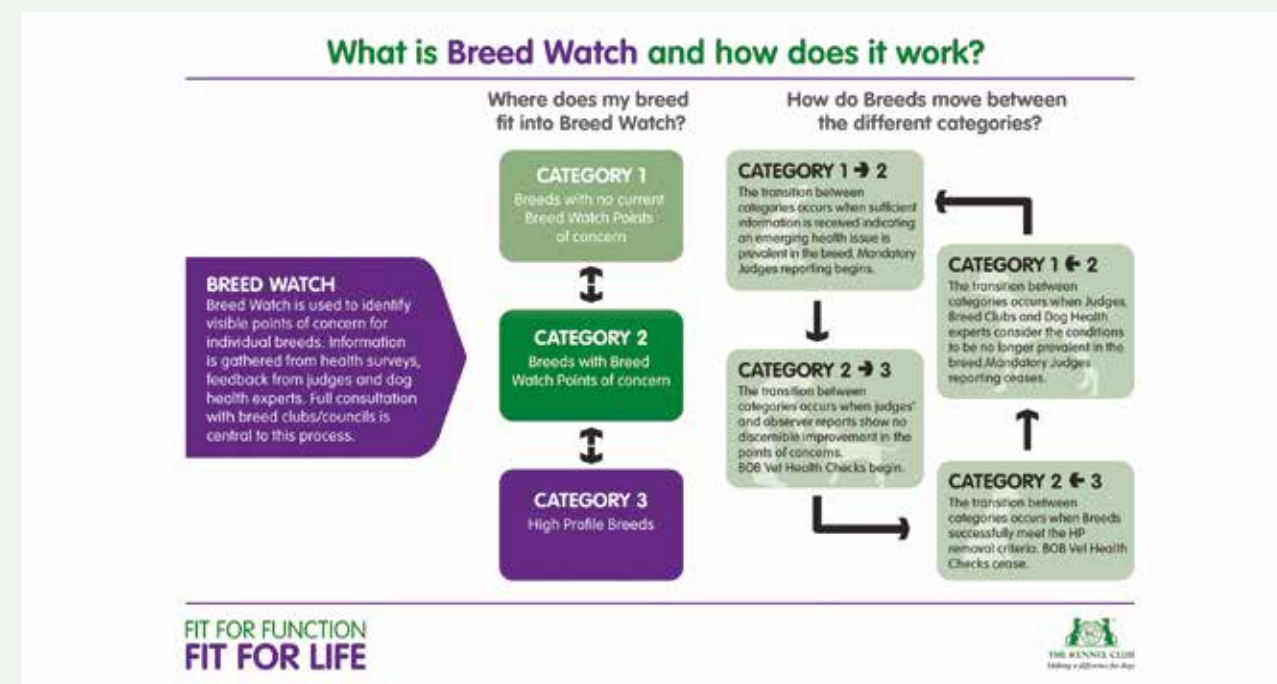 What is Breed Watch and how does it work?
Where does my breed
fit into Breed Watch?
How do Breeds move between
the different categories?
BREED WATCH
Breed Watch is used to identify
visible points of concern for
individual breeds. Information
is gathered from health surveys,
feedback from judges and dog
health experts. Full consultation
with breed clubs/councils is
central to this process.
CATEGORY 1
Breeds with no current
Breed Watch Points
of concern
CATEGORY 2
Breeds with Breed
Watch Points of concern
CATEGORY 3
High Profile Breeds
CATEGORY 1 → 2
The transition between
categories occurs when sufficient
information is received indicating
an emerging health issue is
prevalent in the breed. Mandatory
Judges reporting begins.
CATEGORY 2 → 3
The transition between
categories occurs when judges'
and observer reports show no
discernible improvement in the
points of concerns.
BOB Vet Health Checks begin.
CATEGORY 1 ← 2
The transition between
categories occurs when Judges,
Breed Clubs and Dog Health
experts consider the conditions
to be no longer prevalent in the
breed.Mandatory Judges
reporting ceases.
CATEGORY 2 ← 3
The transition between
categories occurs when Breeds
successfully meet the HP
removal criteria. BOB Vet Health
Checks cease.
FIT FOR FUNCTION
FIT FOR LIFE
THE KENNEL CLUB
Making a difference for dogs